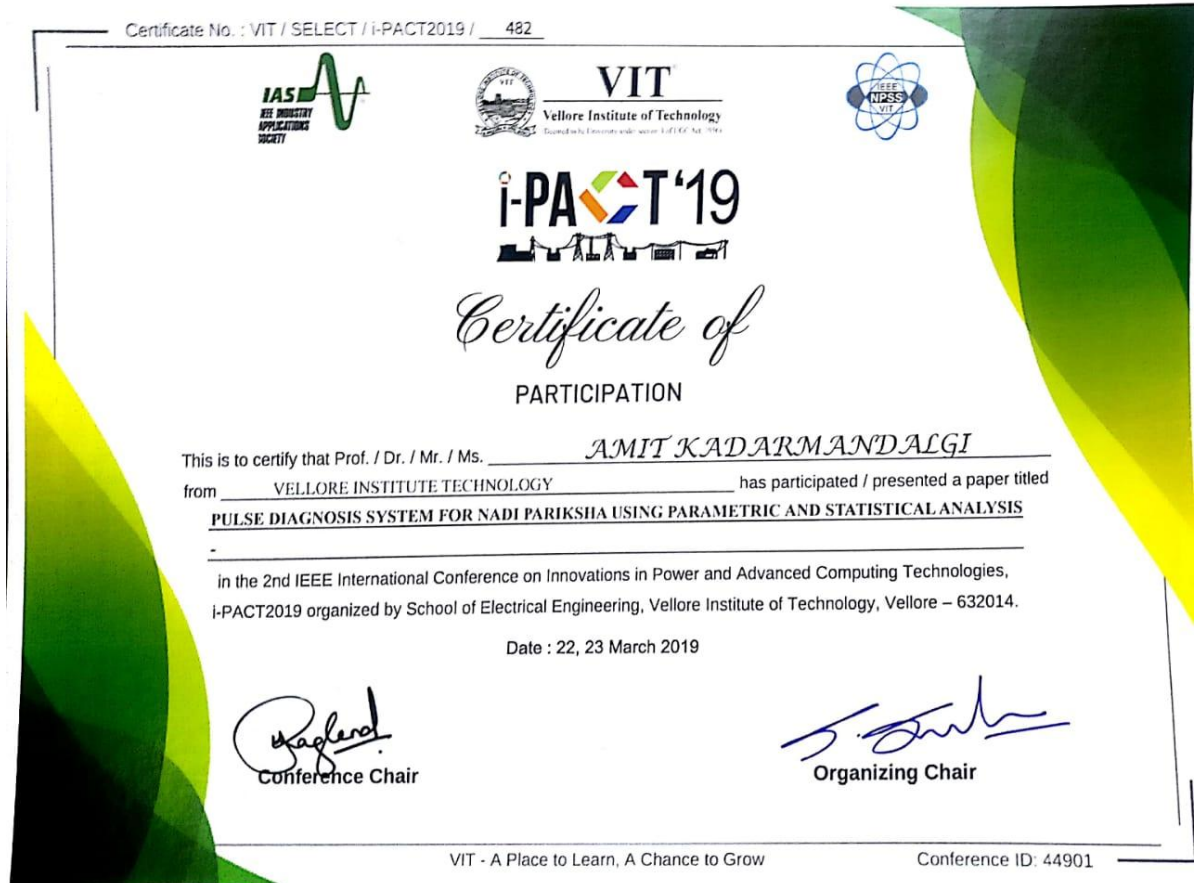 Certificate No. : VIT / SELECT / i-PACT2019 / 482
IAS
IEEE INDUSTRY
APPLICATIONS
SOCIETY
VIT
VIT
Vellore Institute of Technology
IEEE
NPSS
VIT
i-PACT'19
Certificate of
PARTICIPATION
This is to certify that Prof. / Dr. / Mr. / Ms. AMIT KADARMANDALGI
from VELLORE INSTITUTE TECHNOLOGY has participated / presented a paper titled
PULSE DIAGNOSIS SYSTEM FOR NADI PARIKSHA USING PARAMETRIC AND STATISTICAL ANALYSIS
-
in the 2nd IEEE International Conference on Innovations in Power and Advanced Computing Technologies,
i-PACT2019 organized by School of Electrical Engineering, Vellore Institute of Technology, Vellore – 632014.
Date : 22, 23 March 2019
Conference Chair
Organizing Chair
VIT - A Place to Learn, A Chance to Grow
Conference ID: 44901